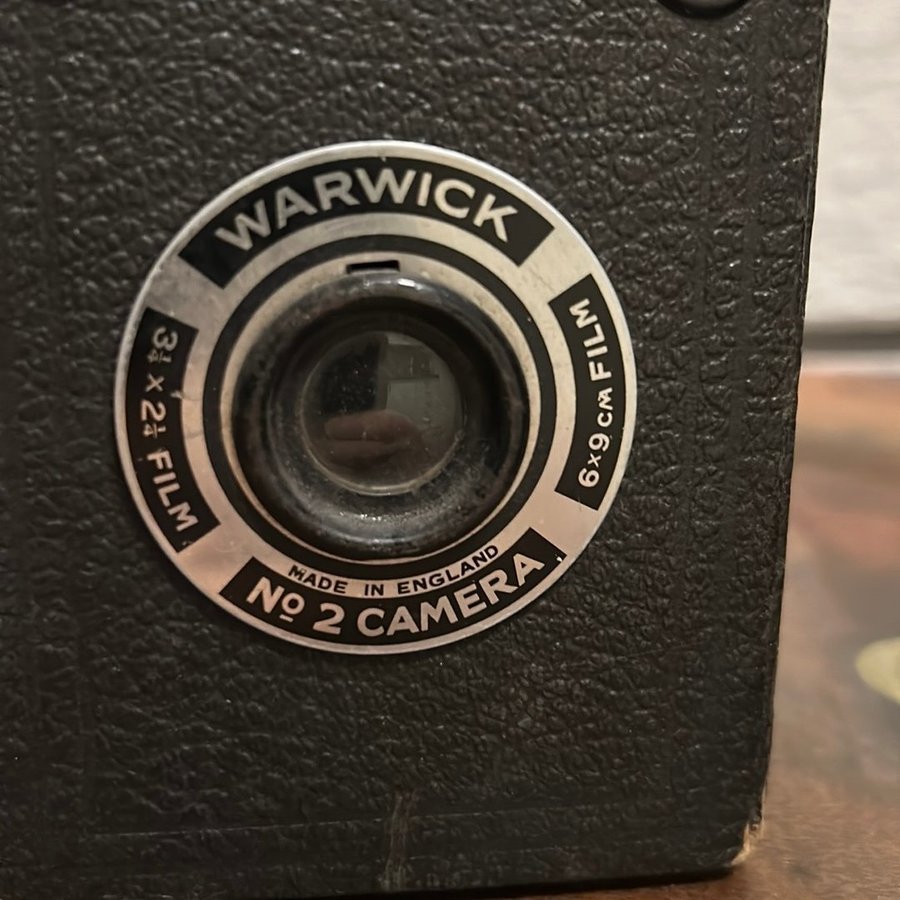 WARWICK
3¼ x 2¼ FILM
6x9 CM FILM
MADE IN ENGLAND
Nº 2 CAMERA